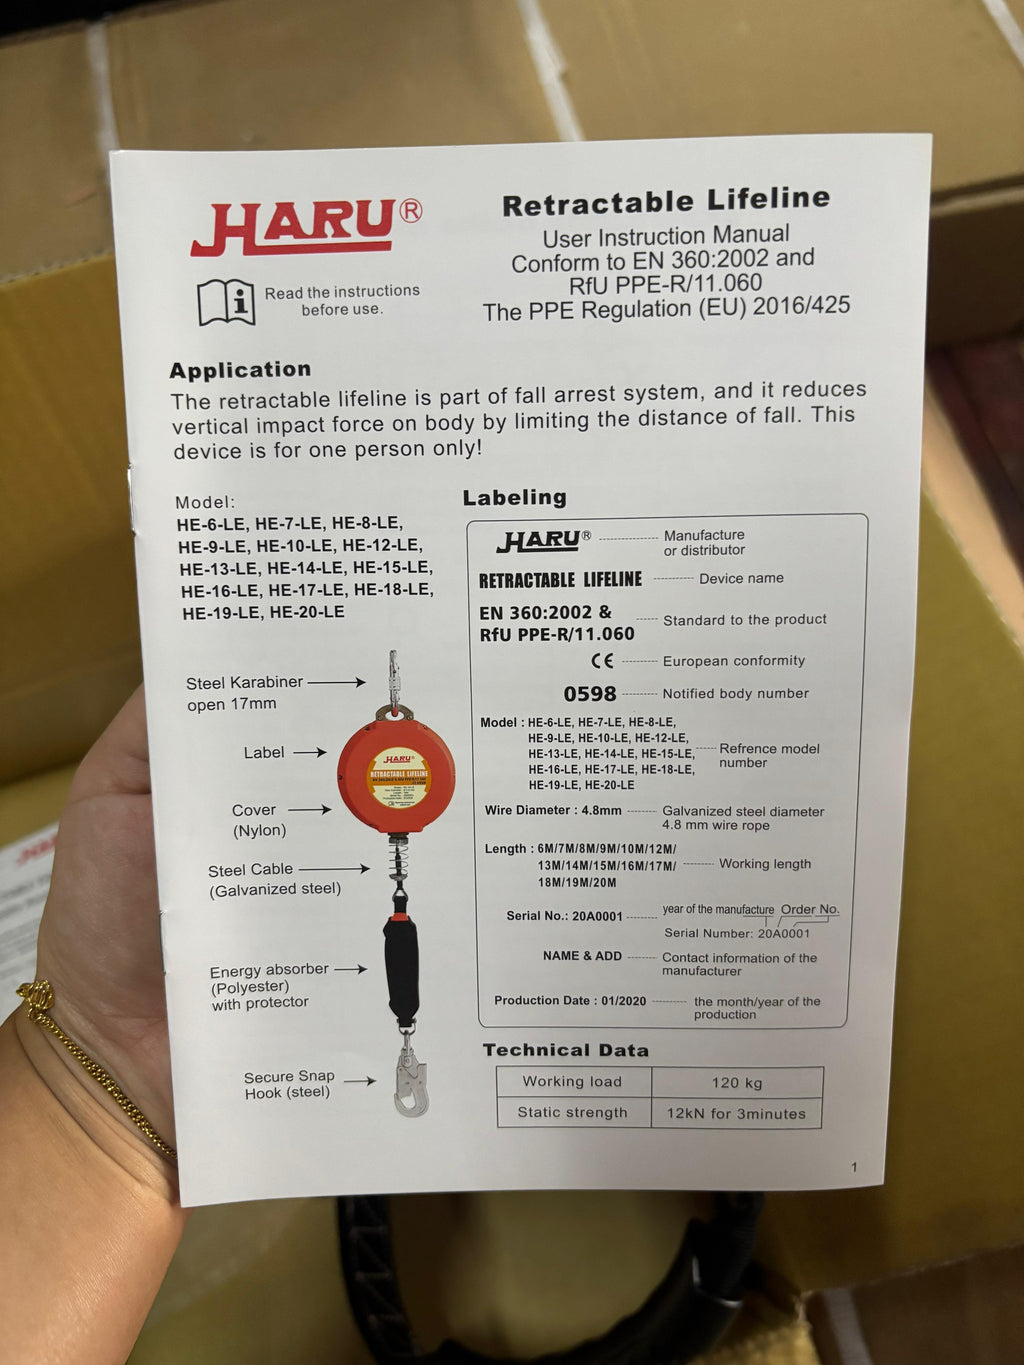 HARU®
Retractable Lifeline
User Instruction Manual
Conform to EN 360:2002 and
RfU PPE-R/11.060
The PPE Regulation (EU) 2016/425
Read the instructions
before use.
Application
The retractable lifeline is part of fall arrest system, and it reduces
vertical impact force on body by limiting the distance of fall. This
device is for one person only!
Model:
HE-6-LE, HE-7-LE, HE-8-LE,
HE-9-LE, HE-10-LE, HE-12-LE,
HE-13-LE, HE-14-LE, HE-15-LE,
HE-16-LE, HE-17-LE, HE-18-LE,
HE-19-LE, HE-20-LE
Steel Karabiner
open 17mm
Label
Cover
(Nylon)
Steel Cable
(Galvanized steel)
Energy absorber
(Polyester)
with protector
Secure Snap
Hook (steel)
HARU
RETRACTABLE LIFELINE
Labeling
HARU® Manufacture
or distributor
RETRACTABLE LIFELINE Device name
EN 360:2002 &
RfU PPE-R/11.060 Standard to the product
CE European conformity
0598 Notified body number
Model : HE-6-LE, HE-7-LE, HE-8-LE,
HE-9-LE, HE-10-LE, HE-12-LE,
HE-13-LE, HE-14-LE, HE-15-LE,
HE-16-LE, HE-17-LE, HE-18-LE,
HE-19-LE, HE-20-LE
Refrence model
number
Wire Diameter : 4.8mm Galvanized steel diameter
4.8 mm wire rope
Length : 6M/7M/8M/9M/10M/12M/
13M/14M/15M/16M/17M/
18M/19M/20M
Working length
Serial No.: 20A0001 year of the manufacture Order No.
Serial Number: 20A0001
NAME & ADD Contact information of the
manufacturer
Production Date : 01/2020 the month/year of the
production
Technical Data
Working load 120 kg
Static strength 12kN for 3minutes
1